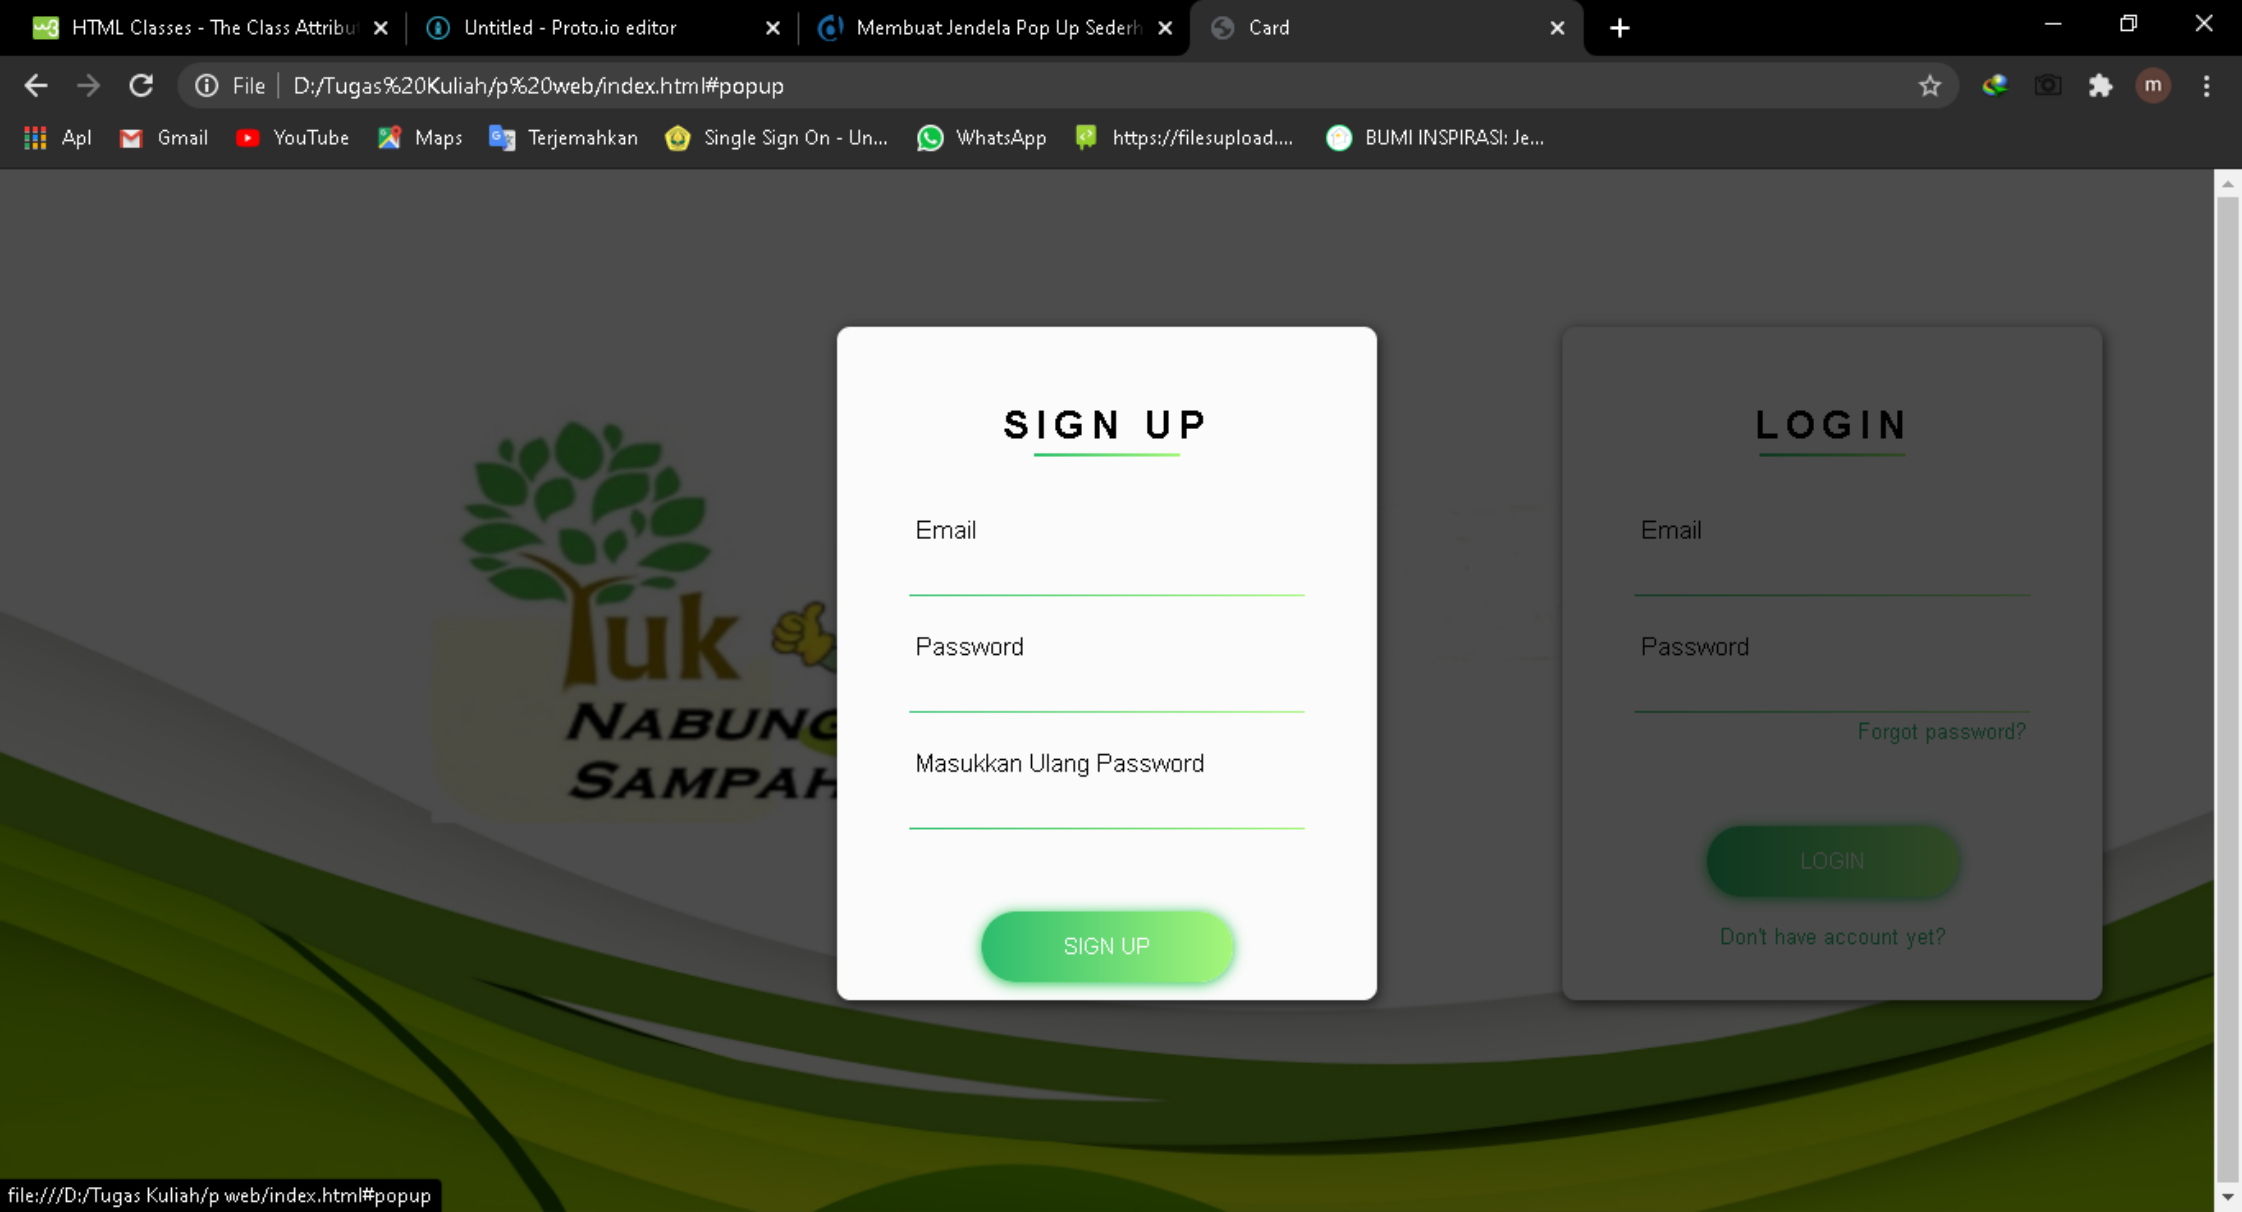 HTML Classes - The Class Attribu
Untitled - Proto.io editor
Membuat Jendela Pop Up Sederh
Card
File
D:/Tugas%20Kuliah/p%20web/index.html#popup
m
Apl
Gmail
YouTube
Maps
Terjemahkan
Single Sign On - Un...
WhatsApp
https://filesupload....
BUMI INSPIRASI: Je...
Yuk
NABUNG
SAMPAH
SIGN UP
Email
Password
Masukkan Ulang Password
SIGN UP
LOGIN
Email
Password
Forgot password?
LOGIN
Don't have account yet?
file:///D:/Tugas Kuliah/p web/index.html#popup